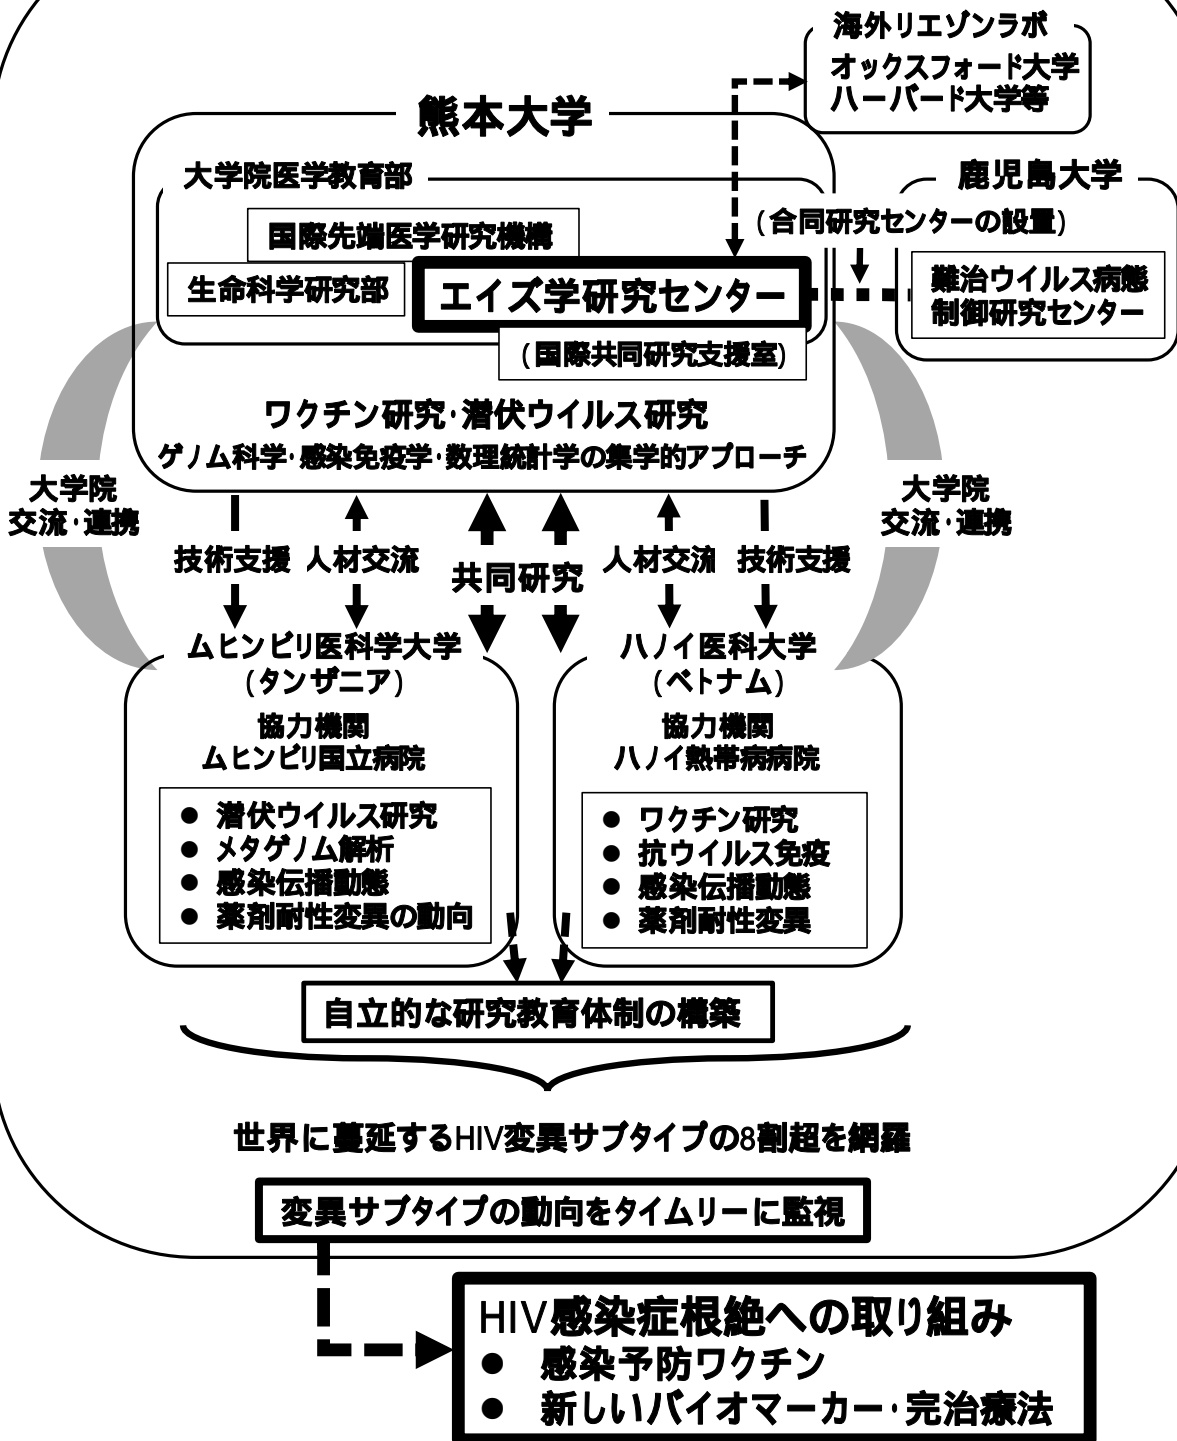 海外リエゾンラボ
オックスフォード大学
ハーバード大学等
熊本大学
大学院医学教育部
鹿児島大学
(合同研究センターの設置)
国際先端医学研究機構
生命科学研究部
エイズ学研究センター
難治ウイルス病態
制御研究センター
(国際共同研究支援室)
ワクチン研究・潜伏ウイルス研究
ゲノム科学・感染免疫学・数理統計学の集学的アプローチ
大学院
交流・連携
大学院
交流・連携
技術支援
人材交流
共同研究
人材交流
技術支援
ムヒンビリ医科学大学
(タンザニア)
協力機関
ムヒンビリ国立病院
● 潜伏ウイルス研究
● メタゲノム解析
● 感染伝播動態
● 薬剤耐性変異の動向
ハノイ医科大学
(ベトナム)
協力機関
ハノイ熱帯病病院
● ワクチン研究
● 抗ウイルス免疫
● 感染伝播動態
● 薬剤耐性変異
自立的な研究教育体制の構築
世界に蔓延するHIV変異サブタイプの8割超を網羅
変異サブタイプの動向をタイムリーに監視
HIV感染症根絶への取り組み
● 感染予防ワクチン
● 新しいバイオマーカー・完治療法